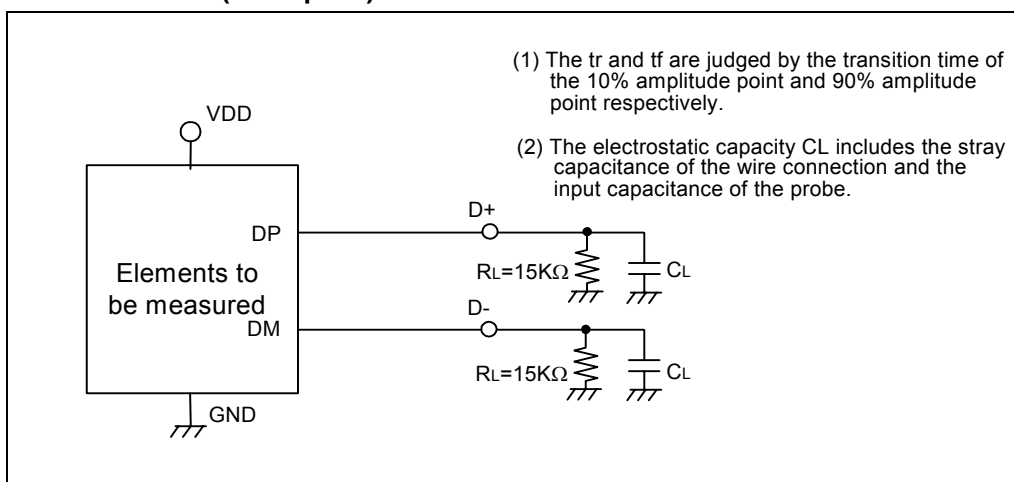 (1) The tr and tf are judged by the transition time of
the 10% amplitude point and 90% amplitude
point respectively.
(2) The electrostatic capacity CL includes the stray
capacitance of the wire connection and the
input capacitance of the probe.
VDD
DP
D+
Elements to
be measured
RL=15KΩ
CL
DM
D-
RL=15KΩ
CL
GND